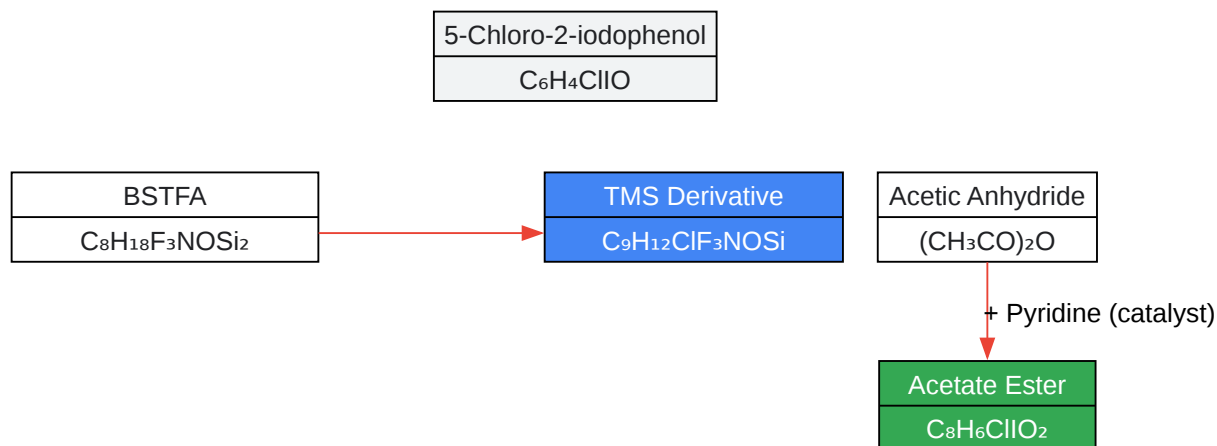 5-Chloro-2-iodophenol
C₆H₄ClIO
BSTFA
C₈H₁₈F₃NOSi₂
TMS Derivative
C₉H₁₂ClF₃NOSi
Acetic Anhydride
(CH₃CO)₂O
+ Pyridine (catalyst)
Acetate Ester
C₈H₆ClIO₂